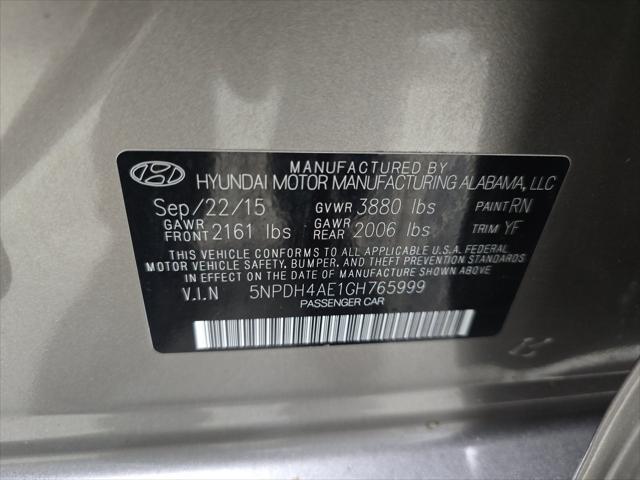 MANUFACTURED BY
HYUNDAI MOTOR MANUFACTURING ALABAMA, LLC
Sep/22/15 GVWR 3880 lbs PAINT RN
GAWR FRONT 2161 lbs GAWR REAR 2006 lbs TRIM YF
THIS VEHICLE CONFORMS TO ALL APPLICABLE U.S.A. FEDERAL
MOTOR VEHICLE SAFETY, BUMPER, AND THEFT PREVENTION STANDARDS
IN EFFECT ON THE DATE OF MANUFACTURE SHOWN ABOVE.
V.I.N 5NPDH4AE1GH765999
PASSENGER CAR